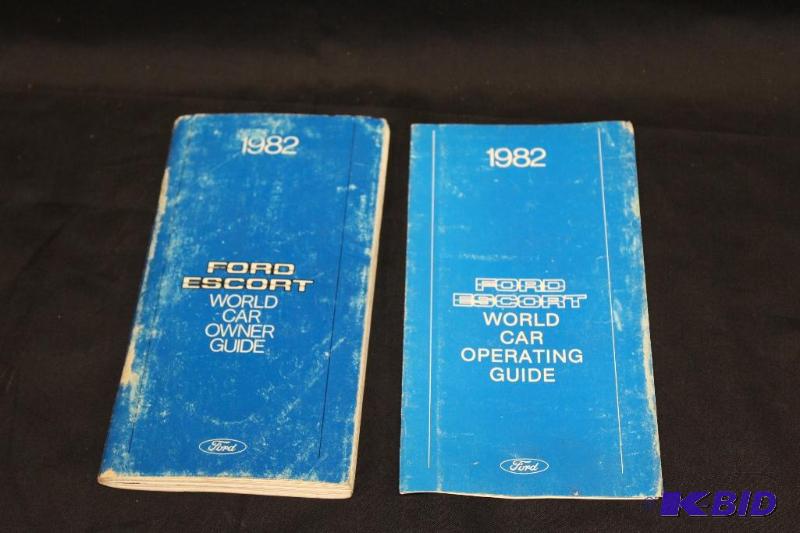 1982
FORD
ESCORT
WORLD
CAR
OWNER
GUIDE
Ford
1982
FORD
ESCORT
WORLD
CAR
OPERATING
GUIDE
Ford
K-BID